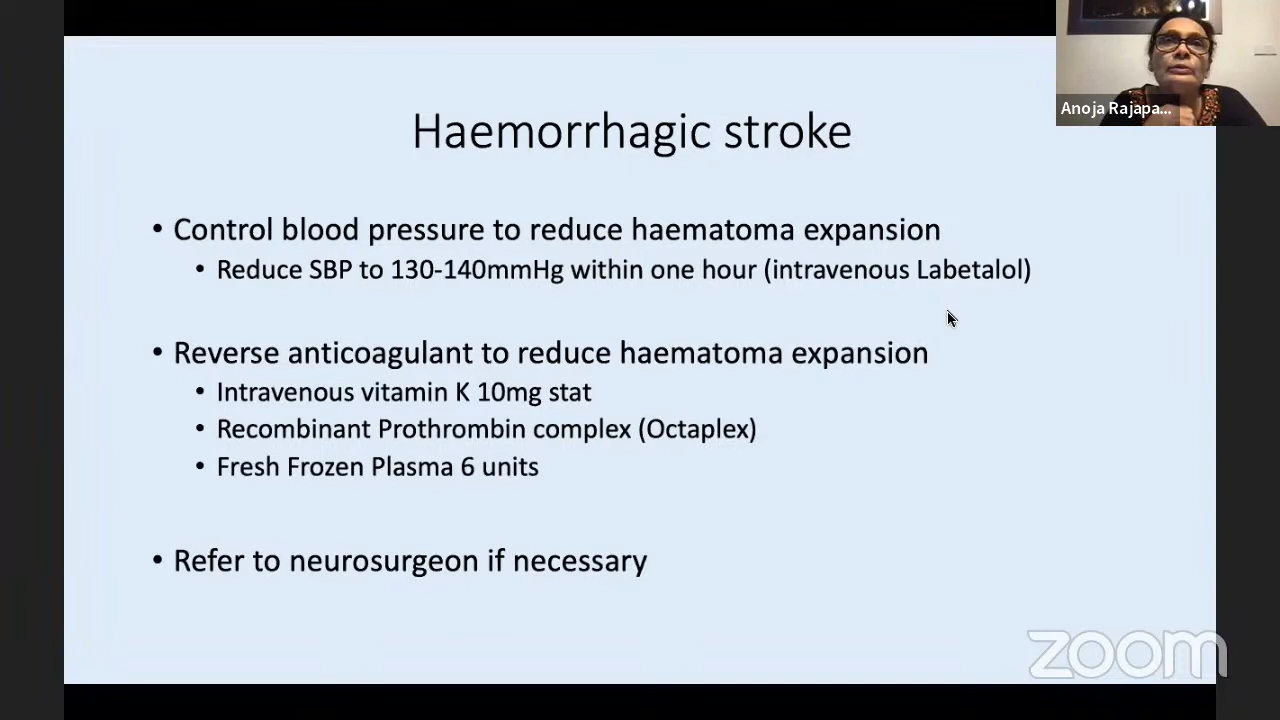 Anoja Rajapa...
Haemorrhagic stroke
• Control blood pressure to reduce haematoma expansion
• Reduce SBP to 130-140mmHg within one hour (intravenous Labetalol)
• Reverse anticoagulant to reduce haematoma expansion
• Intravenous vitamin K 10mg stat
• Recombinant Prothrombin complex (Octaplex)
• Fresh Frozen Plasma 6 units
• Refer to neurosurgeon if necessary
zoom